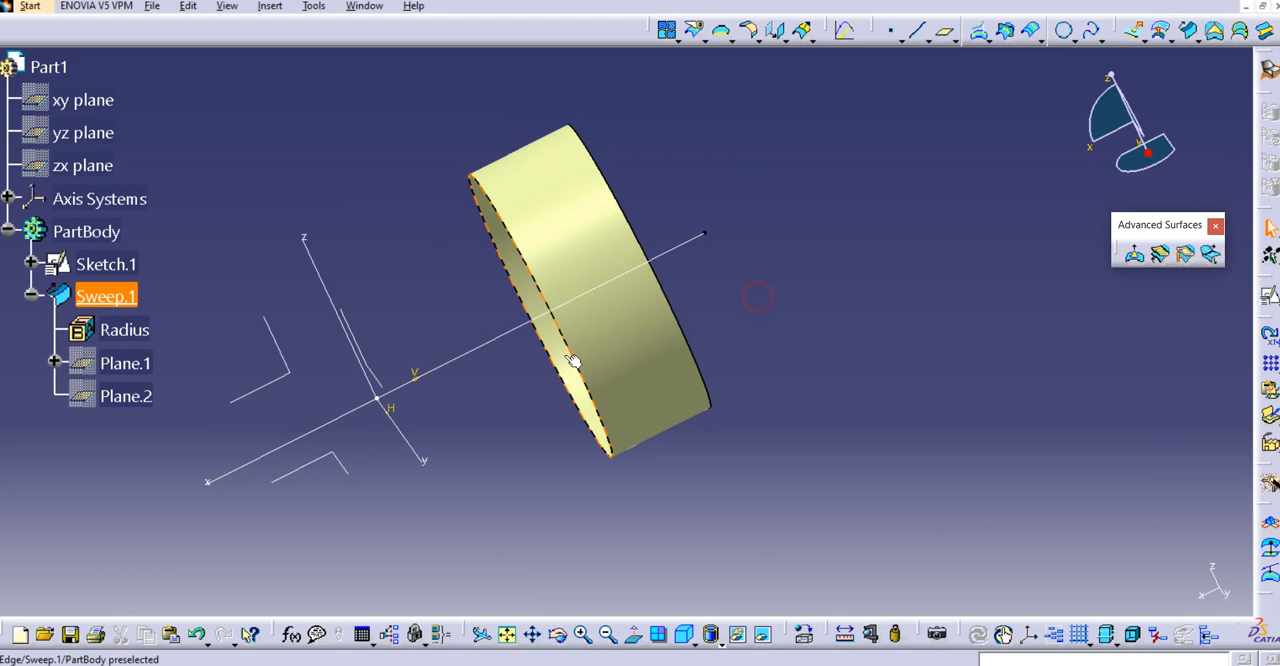 Start ENOVIA V5 VPM File Edit View Insert Tools Window Help
Part1
xy plane
yz plane
zx plane
Axis Systems
PartBody
Sketch.1
Sweep.1
Radius
Plane.1
Plane.2
z
V
H
y
x
z
x
y
Advanced Surfaces
z
x
y
f(x)
CATIA
Edge/Sweep.1/PartBody preselected